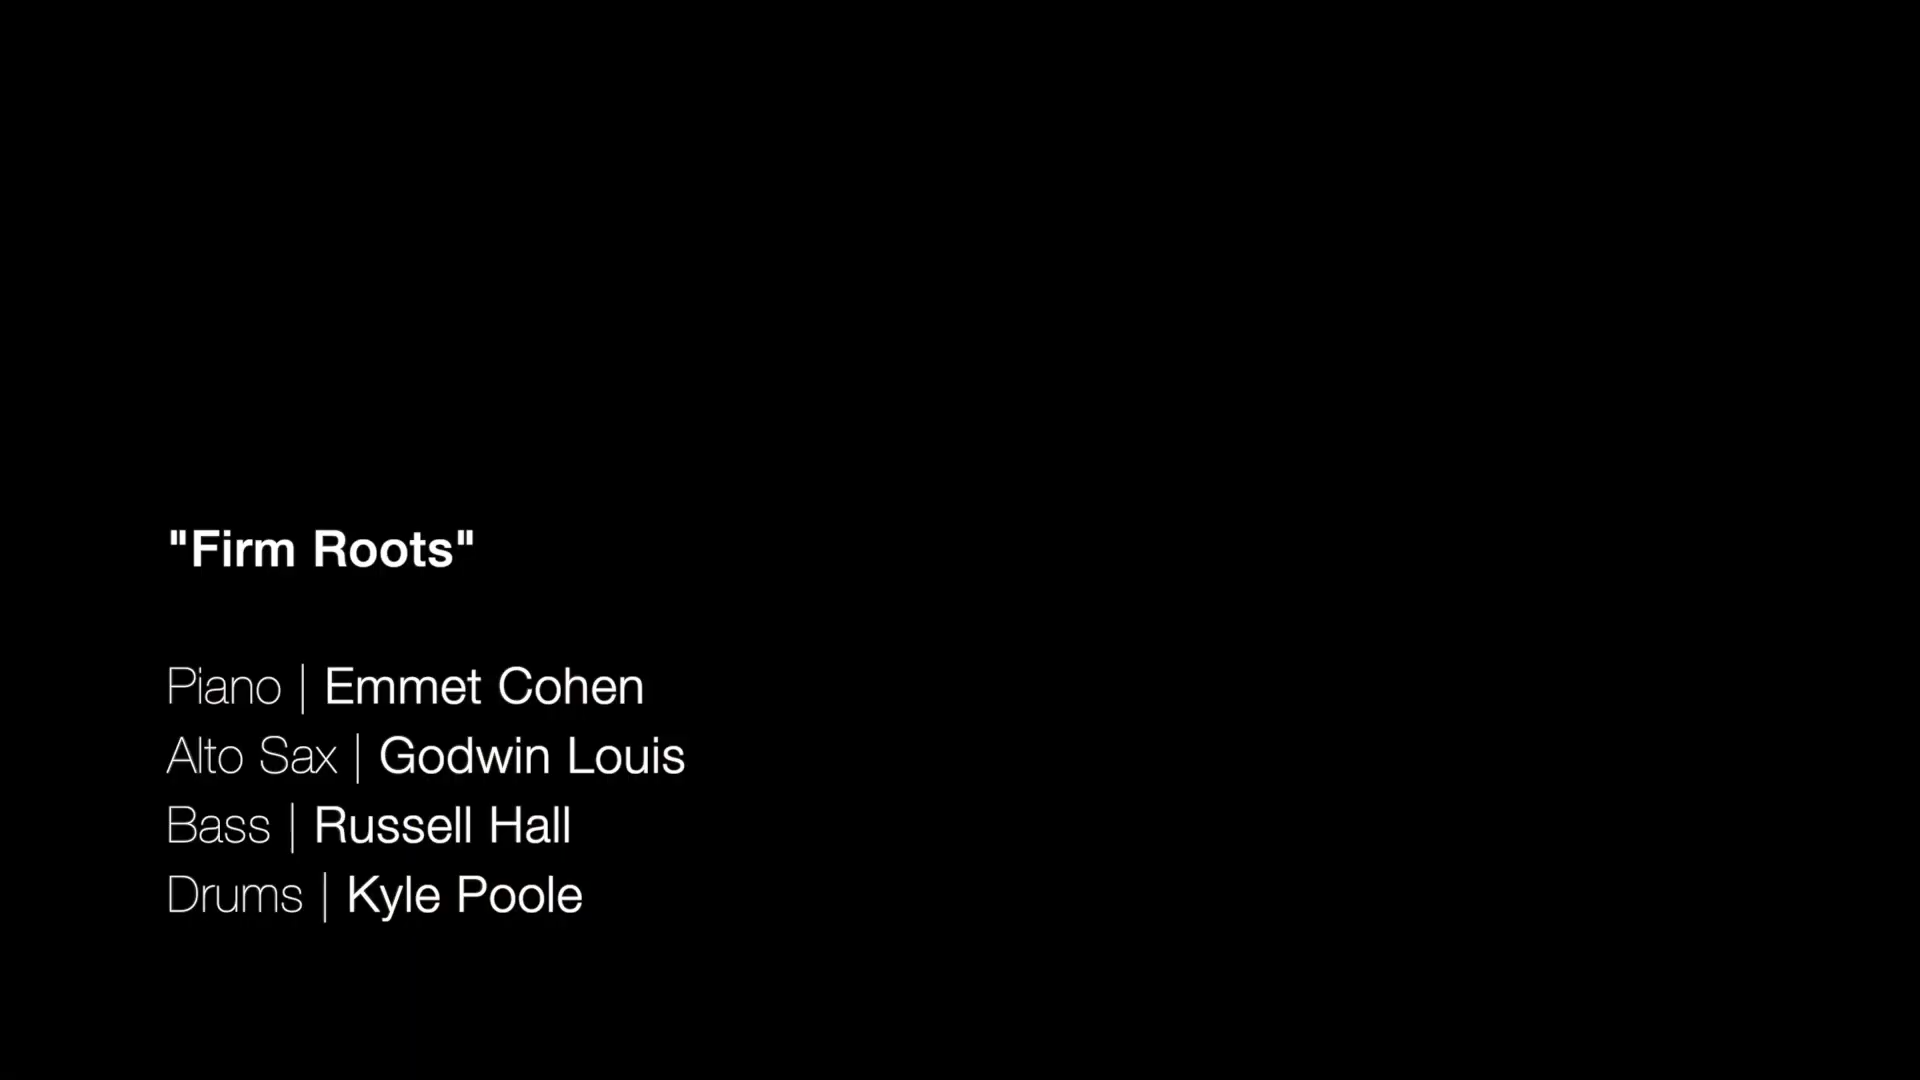 "Firm Roots"
Piano | Emmet Cohen
Alto Sax | Godwin Louis
Bass | Russell Hall
Drums | Kyle Poole